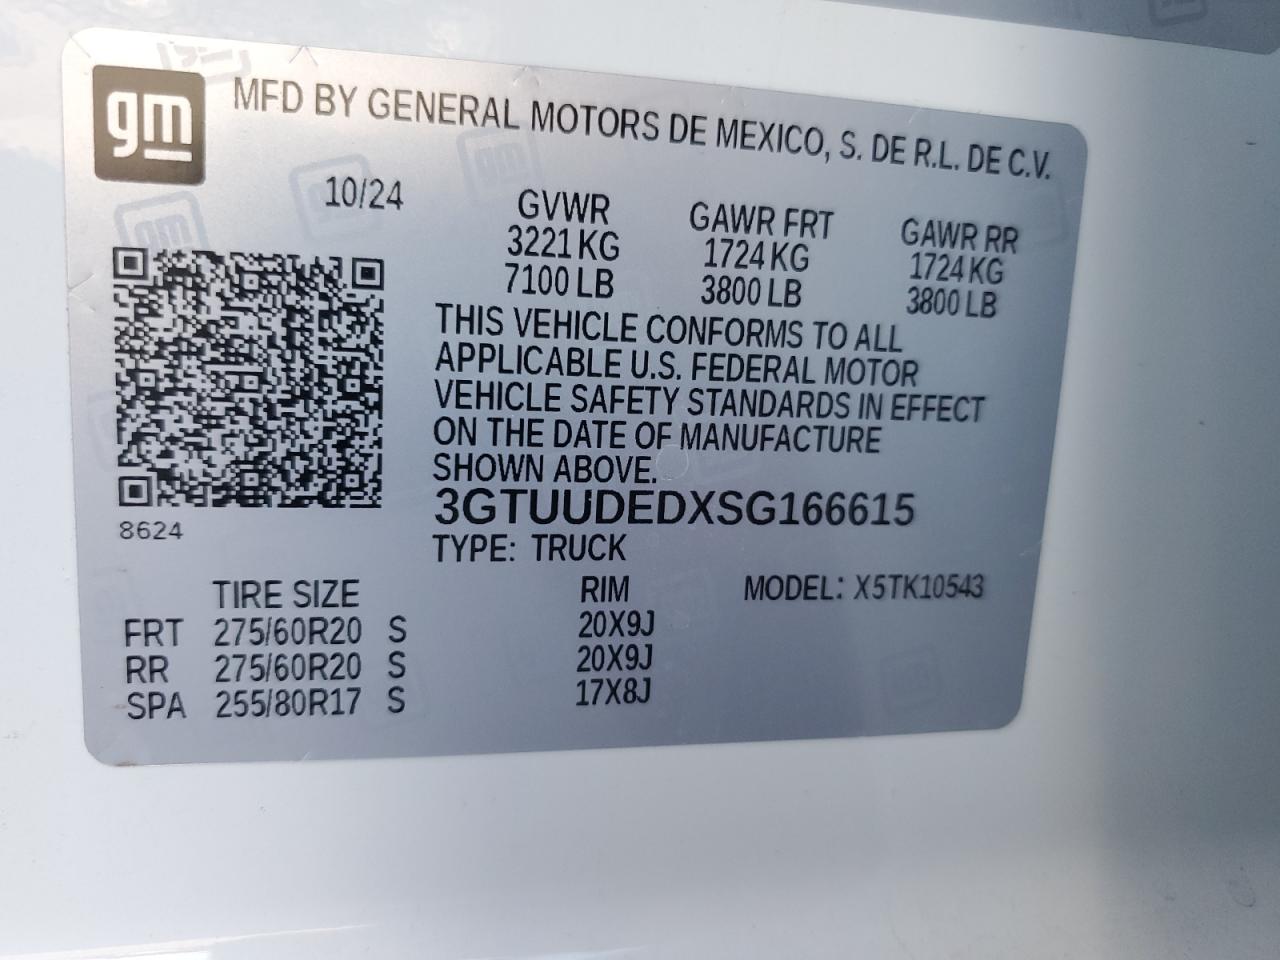 gm
MFD BY GENERAL MOTORS DE MEXICO, S. DE R.L. DE C.V.
10/24 GVWR GAWR FRT GAWR RR
3221 KG 1724 KG 1724 KG
7100 LB 3800 LB 3800 LB
THIS VEHICLE CONFORMS TO ALL
APPLICABLE U.S. FEDERAL MOTOR
VEHICLE SAFETY STANDARDS IN EFFECT
ON THE DATE OF MANUFACTURE
SHOWN ABOVE.
3GTUUDEDXSG166615
8624
TYPE: TRUCK
TIRE SIZE RIM MODEL: X5TK10543
FRT 275/60R20 S 20X9J
RR 275/60R20 S 20X9J
SPA 255/80R17 S 17X8J